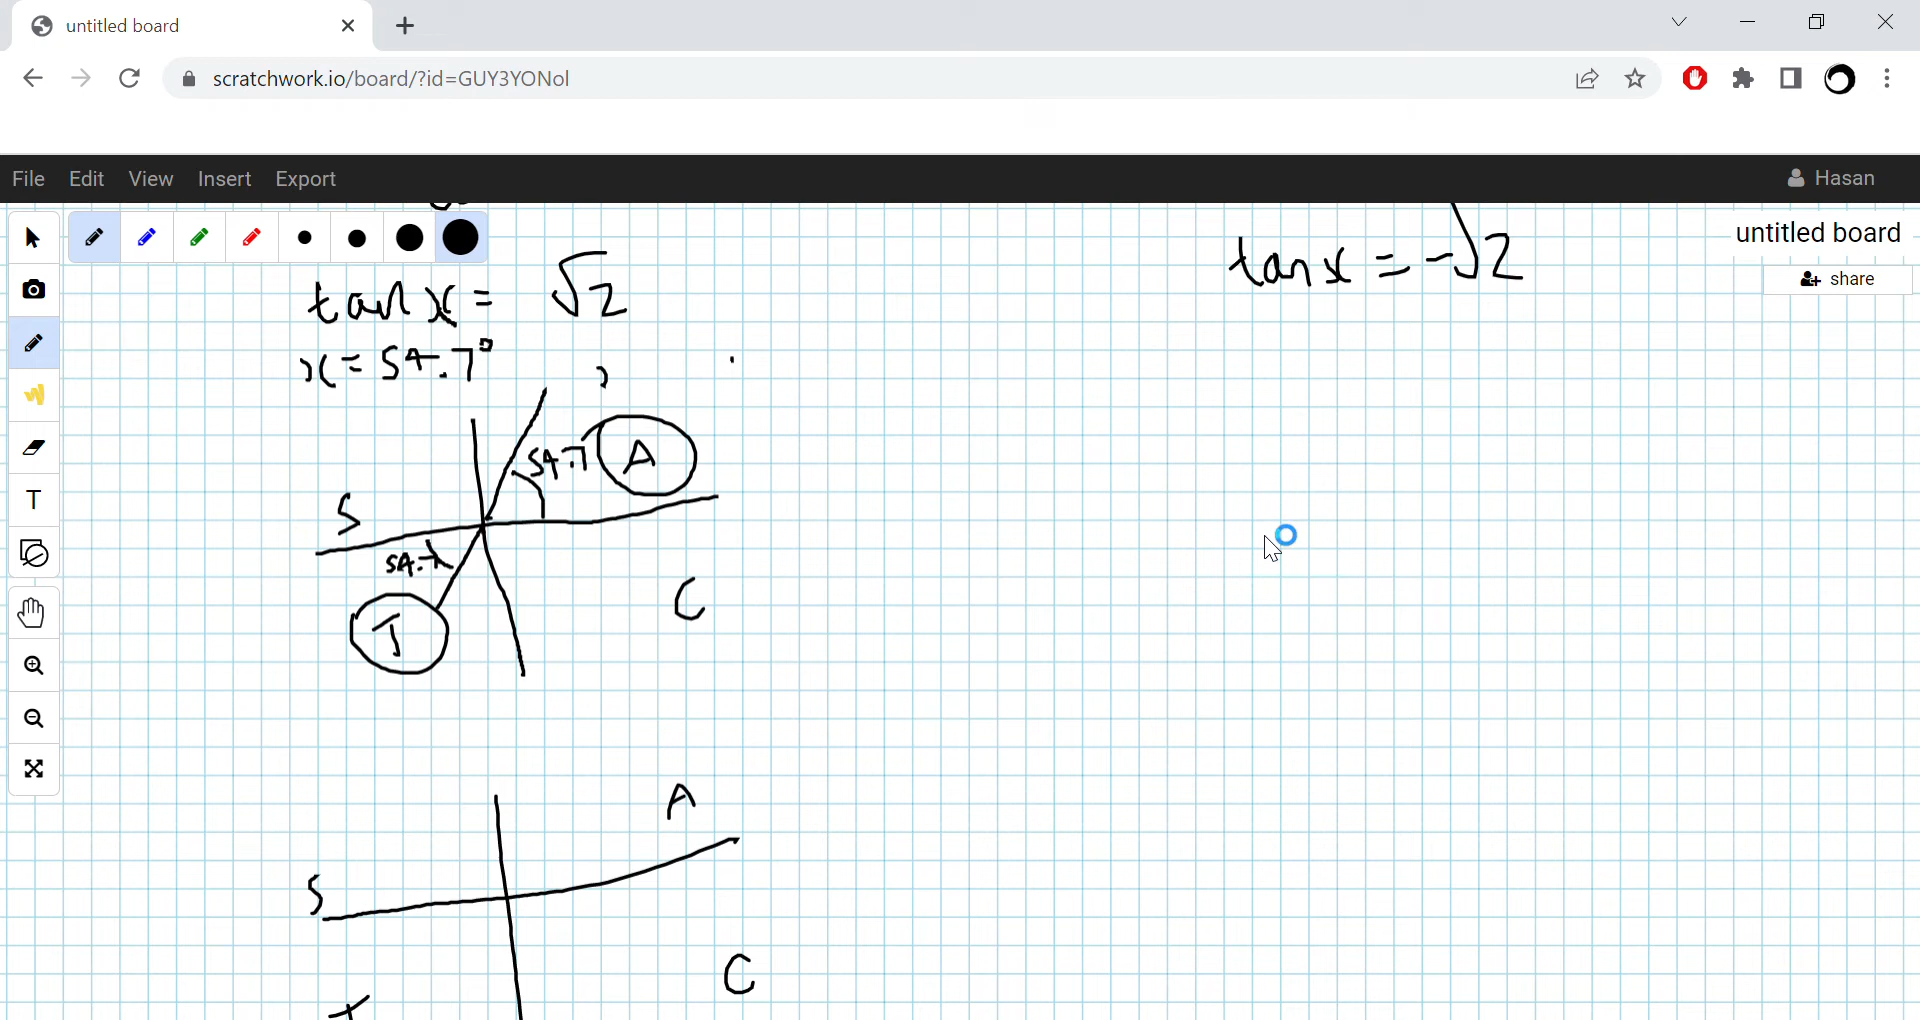 untitled board
scratchwork.io/board/?id=GUY3YONol
File Edit View Insert Export
Hasan
untitled board
share
T
tan x = √2
x = 54.7°
S
54.7
A
54.7
T
C
A
S
C
tan x = -√2